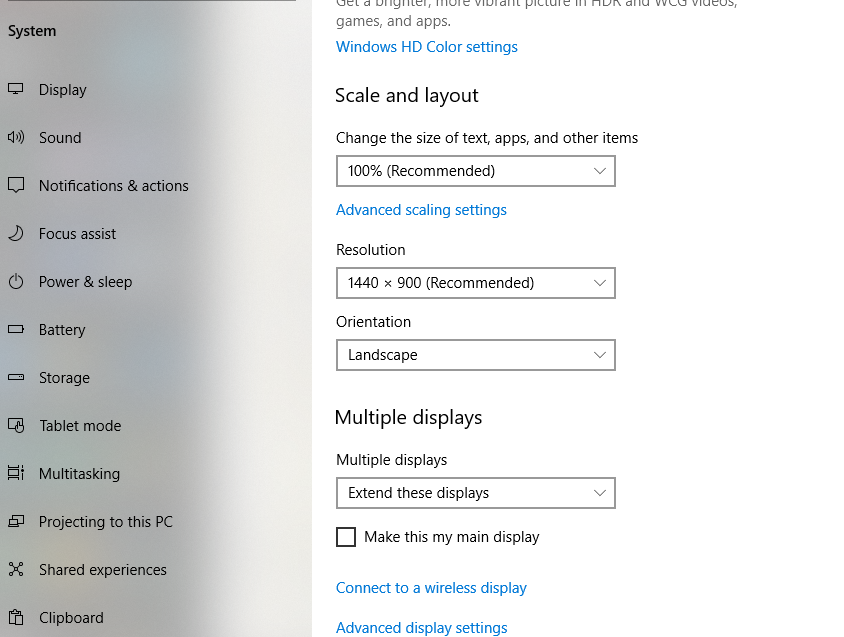 System
Display
Sound
Notifications & actions
Focus assist
Power & sleep
Battery
Storage
Tablet mode
Multitasking
Projecting to this PC
Shared experiences
Clipboard
Get a brighter, more vibrant picture in HDR and WCG videos,
games, and apps.
Windows HD Color settings
Scale and layout
Change the size of text, apps, and other items
100% (Recommended)
Advanced scaling settings
Resolution
1440 × 900 (Recommended)
Orientation
Landscape
Multiple displays
Multiple displays
Extend these displays
Make this my main display
Connect to a wireless display
Advanced display settings